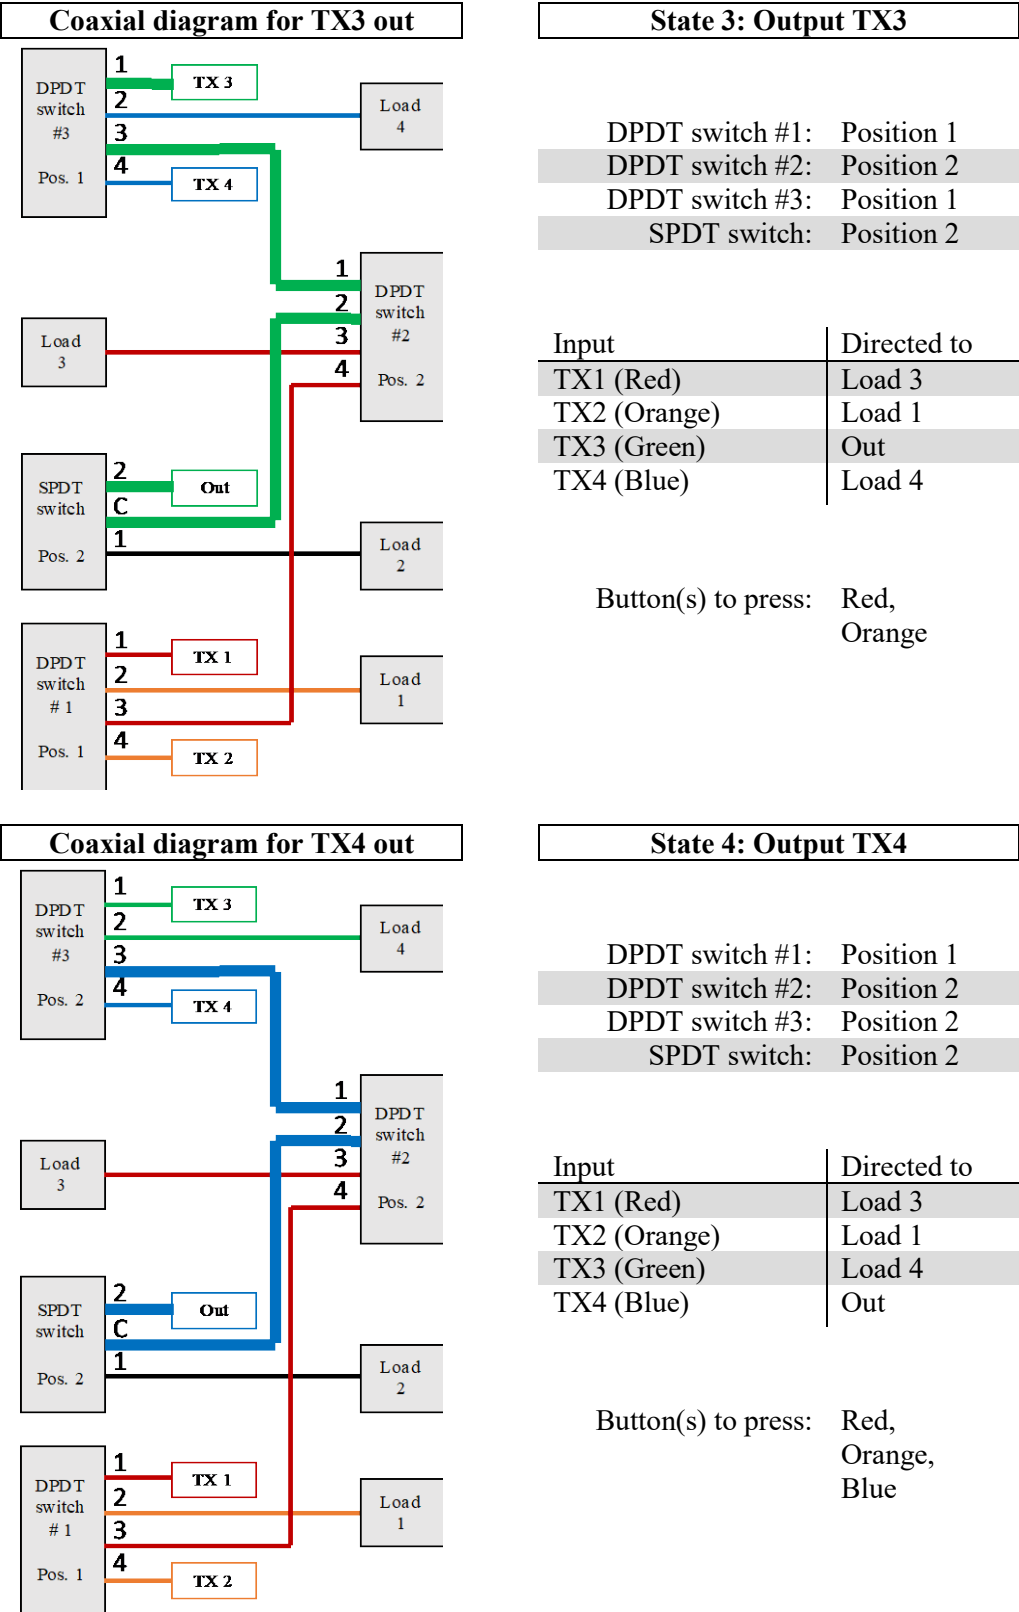 Coaxial diagram for TX3 out
DPDT
switch
#3
Pos. 1
1
2
3
4
TX 3
TX 4
Load
4
1
2
3
4
DPDT
switch
#2
Pos. 2
Load
3
SPDT
switch
Pos. 2
2
C
1
Out
Load
2
DPDT
switch
# 1
Pos. 1
1
2
3
4
TX 1
TX 2
Load
1
State 3: Output TX3
DPDT switch #1: Position 1
DPDT switch #2: Position 2
DPDT switch #3: Position 1
SPDT switch: Position 2
Input Directed to
TX1 (Red) Load 3
TX2 (Orange) Load 1
TX3 (Green) Out
TX4 (Blue) Load 4
Button(s) to press: Red,
Orange
Coaxial diagram for TX4 out
DPDT
switch
#3
Pos. 2
1
2
3
4
TX 3
TX 4
Load
4
1
2
3
4
DPDT
switch
#2
Pos. 2
Load
3
SPDT
switch
Pos. 2
2
C
1
Out
Load
2
DPDT
switch
# 1
Pos. 1
1
2
3
4
TX 1
TX 2
Load
1
State 4: Output TX4
DPDT switch #1: Position 1
DPDT switch #2: Position 2
DPDT switch #3: Position 2
SPDT switch: Position 2
Input Directed to
TX1 (Red) Load 3
TX2 (Orange) Load 1
TX3 (Green) Load 4
TX4 (Blue) Out
Button(s) to press: Red,
Orange,
Blue